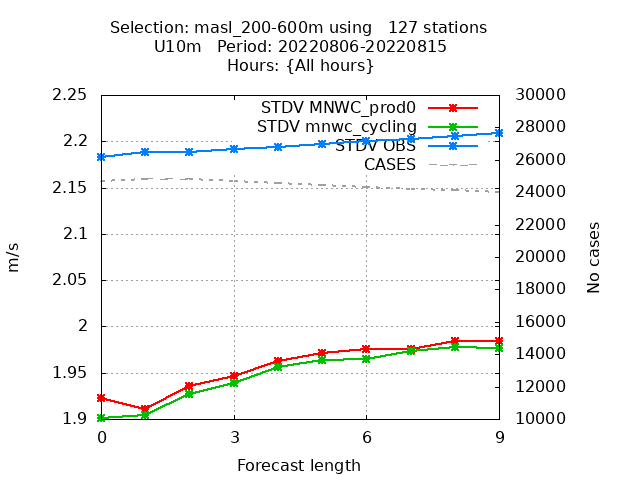 Selection: masl_200-600m using   127 stations
U10m   Period: 20220806-20220815
Hours: {All hours}
STDV MNWC_prod0
STDV mnwc_cycling
STDV OBS
CASES
2.25
2.2
2.15
2.1
2.05
2
1.95
1.9
m/s
30000
28000
26000
24000
22000
20000
18000
16000
14000
12000
10000
No cases
0 3 6 9
Forecast length